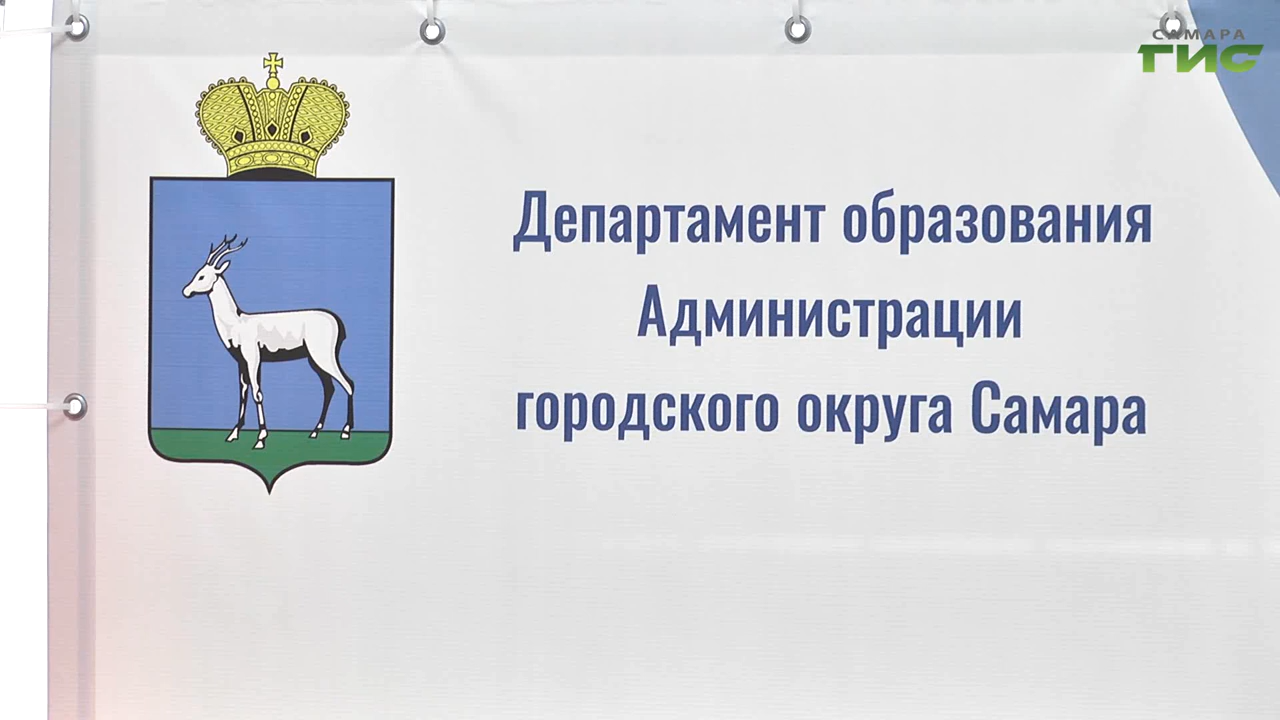 САМАРА
ГИС
Департамент образования
Администрации
городского округа Самара